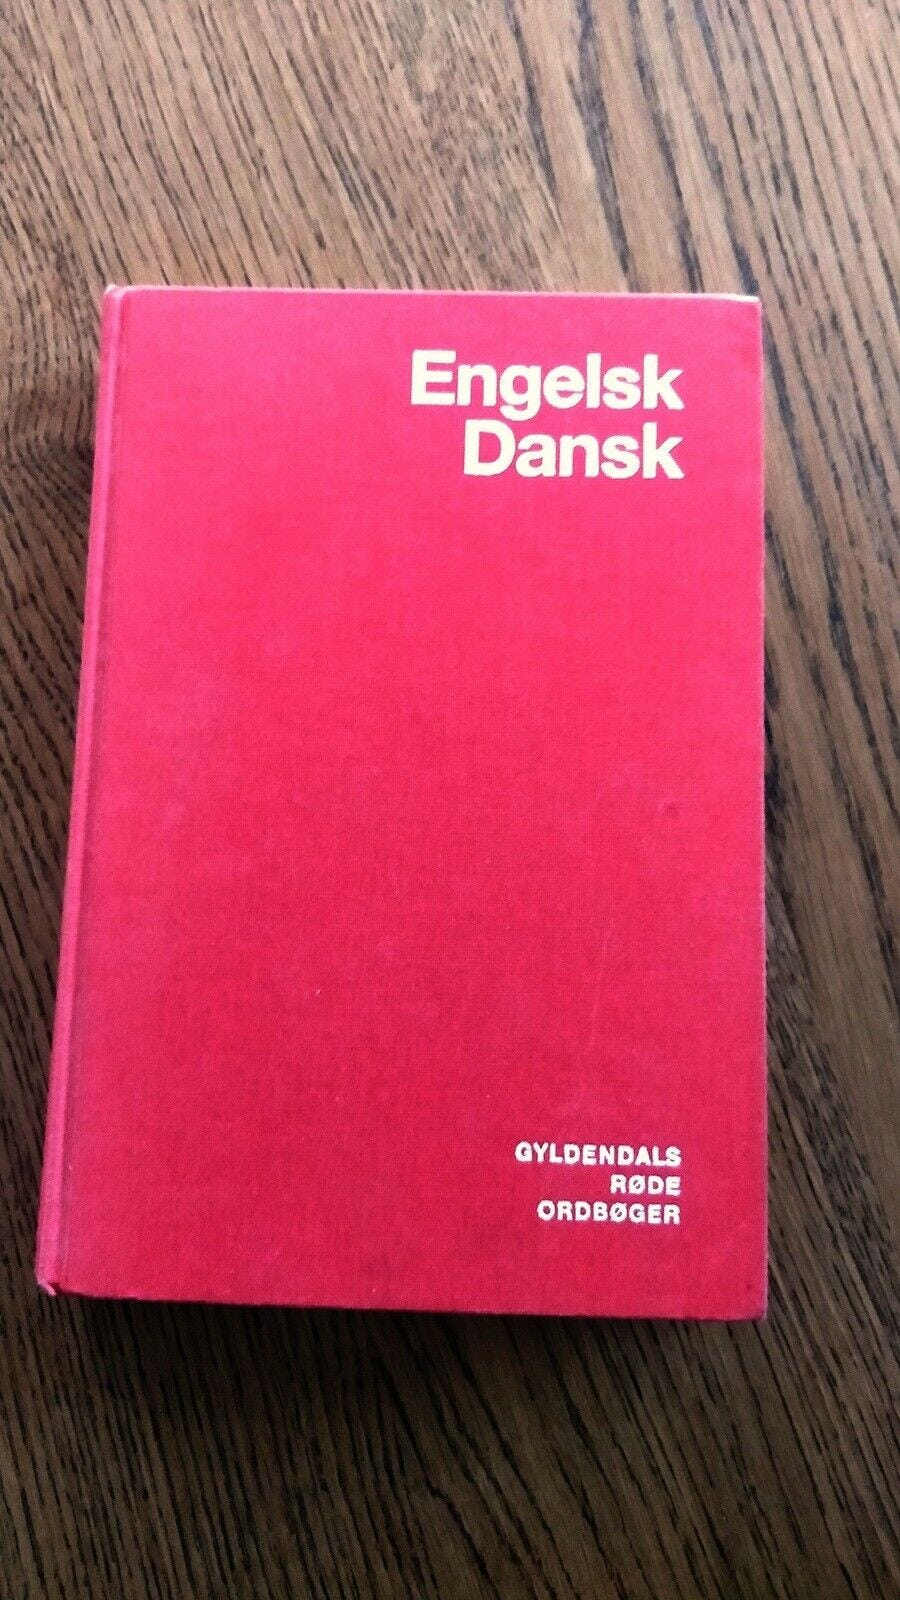 Engelsk
Dansk
GYLDENDALS
RØDE
ORDBØGER